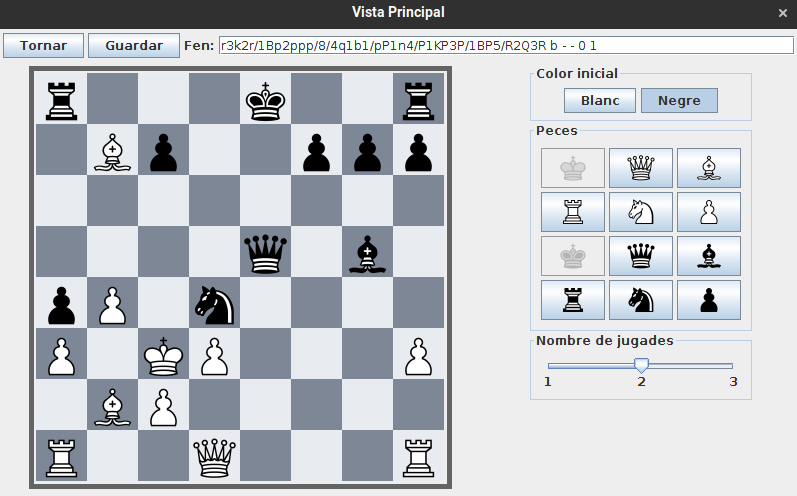 Vista Principal
Tornar
Guardar
Fen:
r3k2r/1Bp2ppp/8/4q1b1/pP1n4/P1KP3P/1BP5/R2Q3R b - - 0 1
Color inicial
Blanc
Negre
Peces
Nombre de jugades
1 2 3